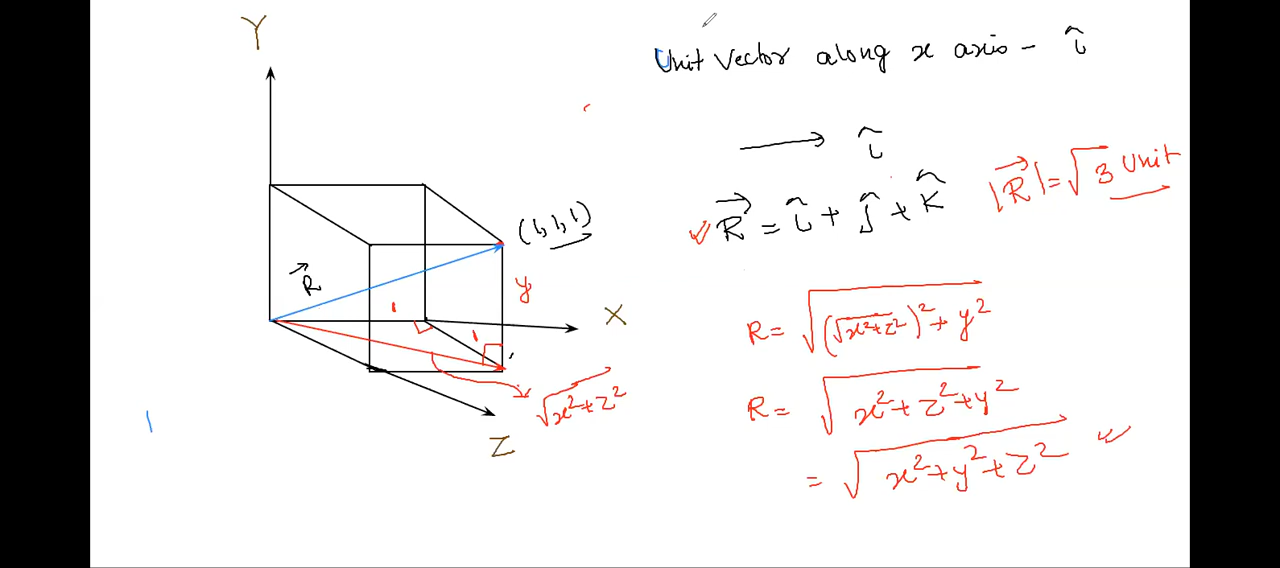 Y
Unit Vector along x axis - î
î
R⃗ = î + ĵ + k̂
|R⃗| = √3 Unit
(1,1,1)
R⃗
y
1
1
X
√x²+z²
Z
R = √(√x²+z²)² + y²
R = √x²+z²+y²
= √x²+y²+z²